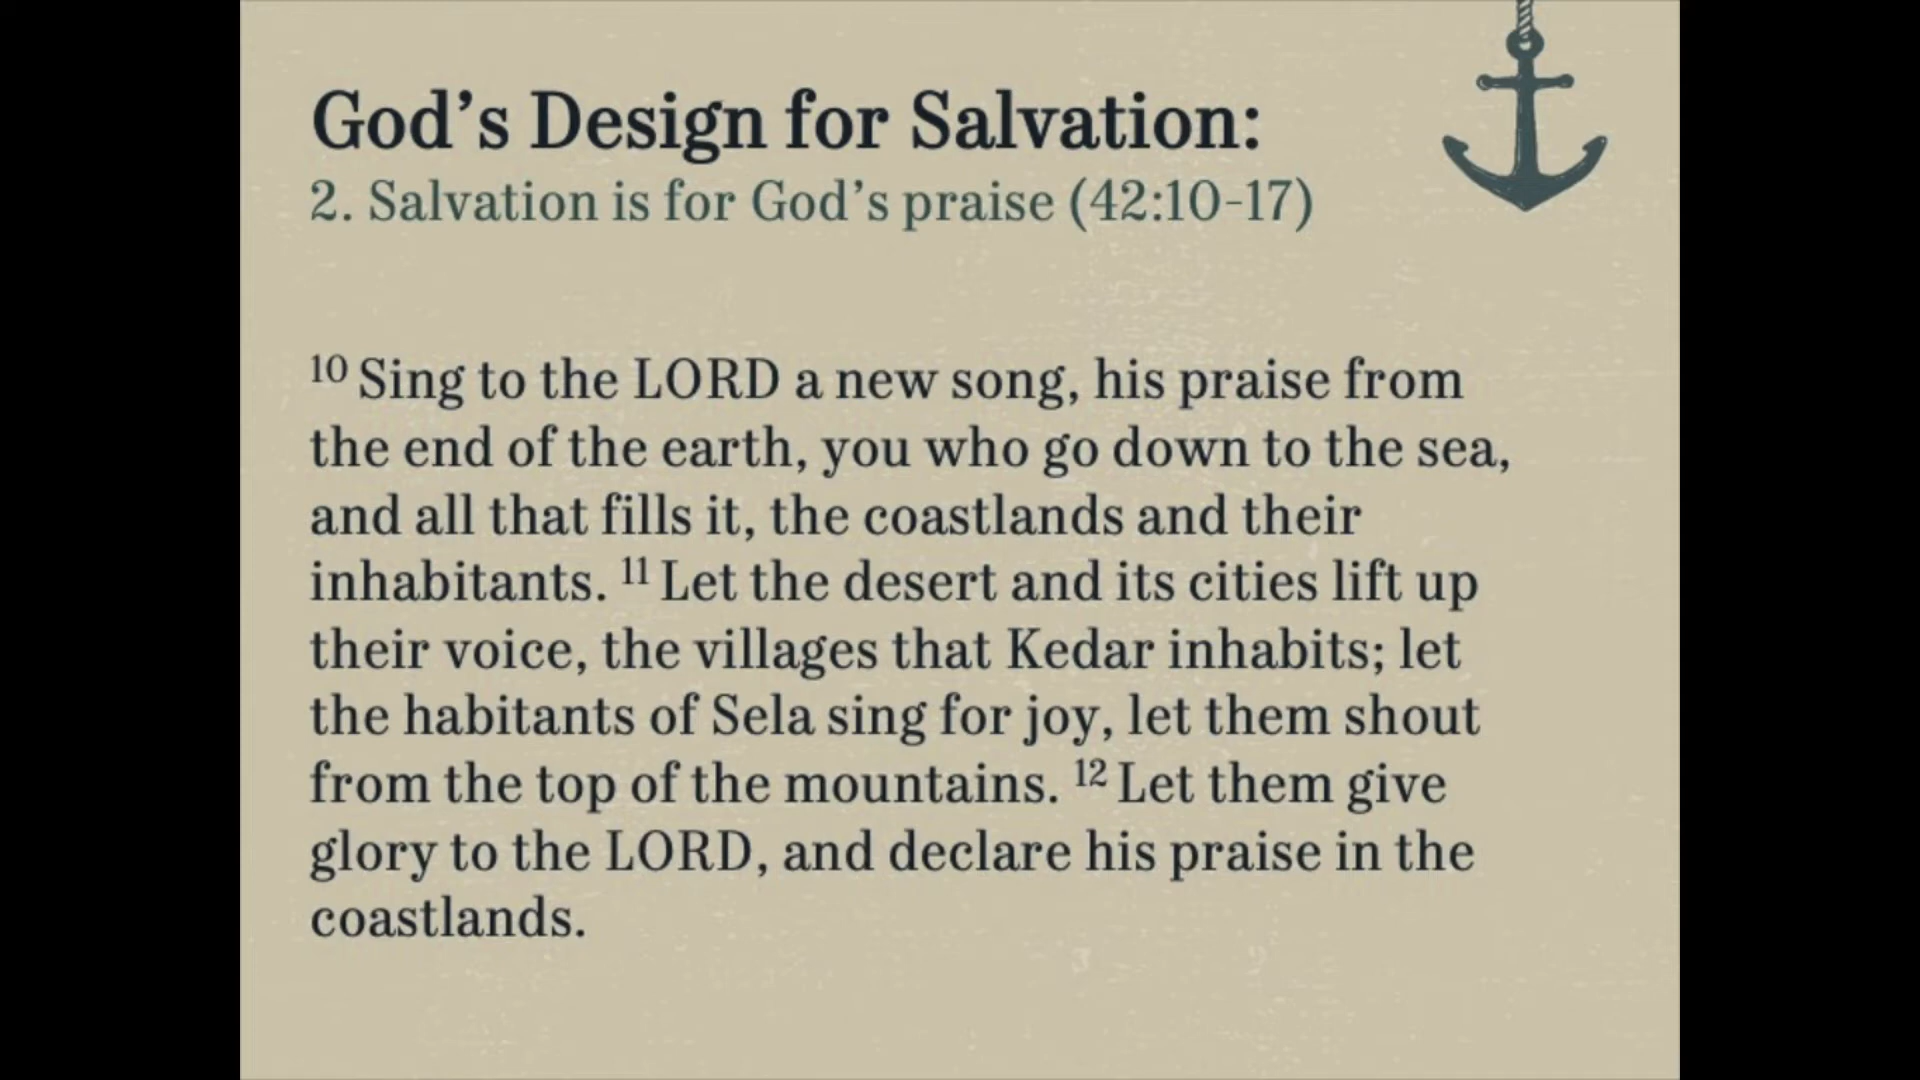 God’s Design for Salvation:
2. Salvation is for God’s praise (42:10-17)
10 Sing to the LORD a new song, his praise from
the end of the earth, you who go down to the sea,
and all that fills it, the coastlands and their
inhabitants. 11 Let the desert and its cities lift up
their voice, the villages that Kedar inhabits; let
the habitants of Sela sing for joy, let them shout
from the top of the mountains. 12 Let them give
glory to the LORD, and declare his praise in the
coastlands.